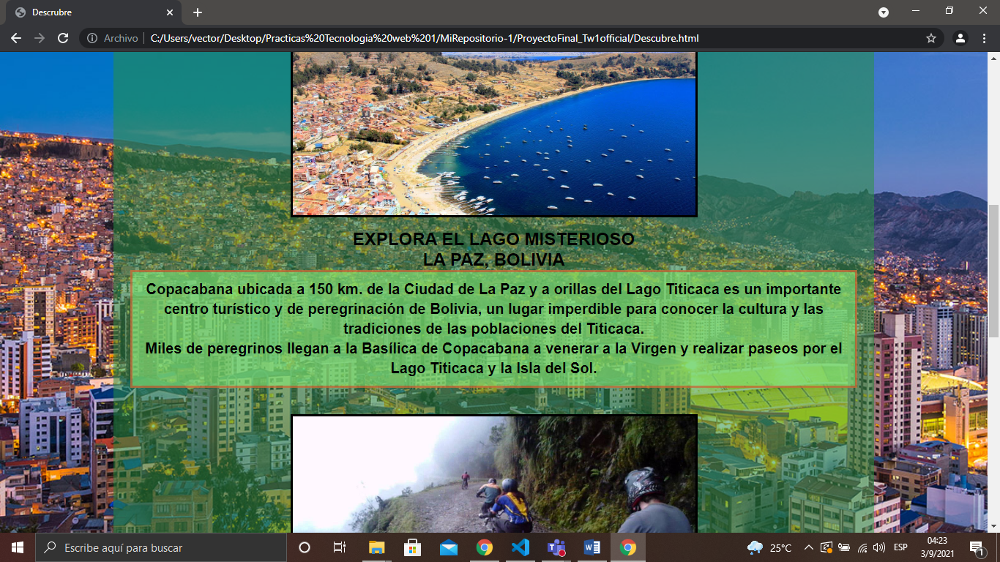 Descrubre
Archivo
C:/Users/vector/Desktop/Practicas%20Tecnologia%20web%201/MiRepositorio-1/ProyectoFinal_Tw1official/Descubre.html
EXPLORA EL LAGO MISTERIOSO
LA PAZ, BOLIVIA
Copacabana ubicada a 150 km. de la Ciudad de La Paz y a orillas del Lago Titicaca es un importante
centro turístico y de peregrinación de Bolivia, un lugar imperdible para conocer la cultura y las
tradiciones de las poblaciones del Titicaca.
Miles de peregrinos llegan a la Basílica de Copacabana a venerar a la Virgen y realizar paseos por el
Lago Titicaca y la Isla del Sol.
Escribe aquí para buscar
25°C
ESP
04:23
3/9/2021
1